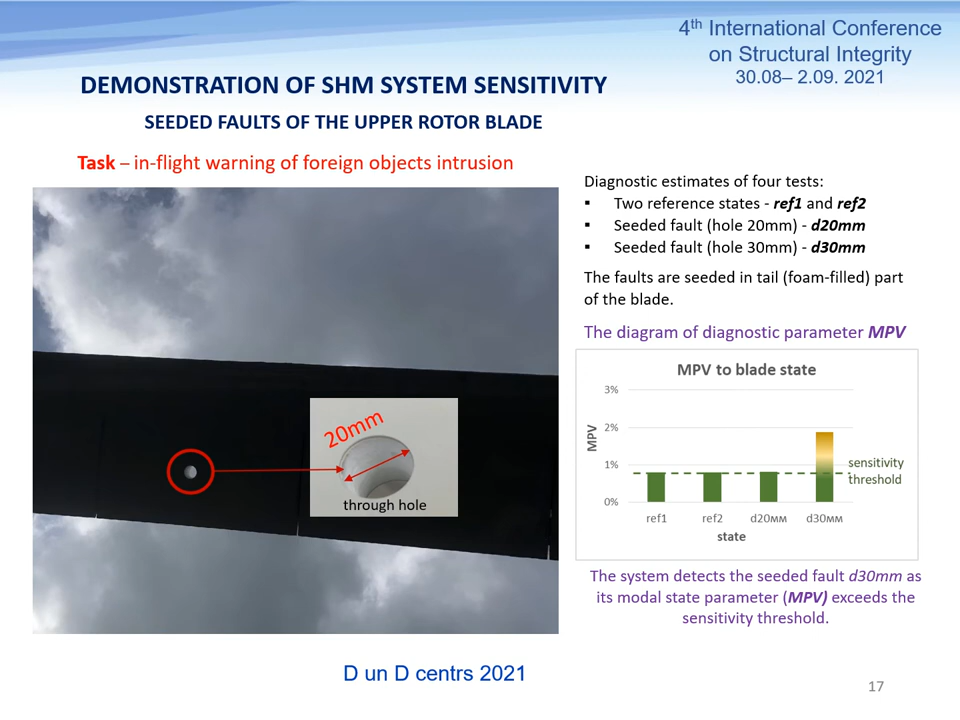 4th International Conference
on Structural Integrity
30.08– 2.09. 2021
DEMONSTRATION OF SHM SYSTEM SENSITIVITY
SEEDED FAULTS OF THE UPPER ROTOR BLADE
Task – in-flight warning of foreign objects intrusion
20mm
through hole
Diagnostic estimates of four tests:
▪ Two reference states - ref1 and ref2
▪ Seeded fault (hole 20mm) - d20mm
▪ Seeded fault (hole 30mm) - d30mm
The faults are seeded in tail (foam-filled) part
of the blade.
The diagram of diagnostic parameter MPV
MPV to blade state
3%
2%
1%
0%
MPV
sensitivity
threshold
ref1 ref2 d20мм d30мм
state
The system detects the seeded fault d30mm as
its modal state parameter (MPV) exceeds the
sensitivity threshold.
D un D centrs 2021
17